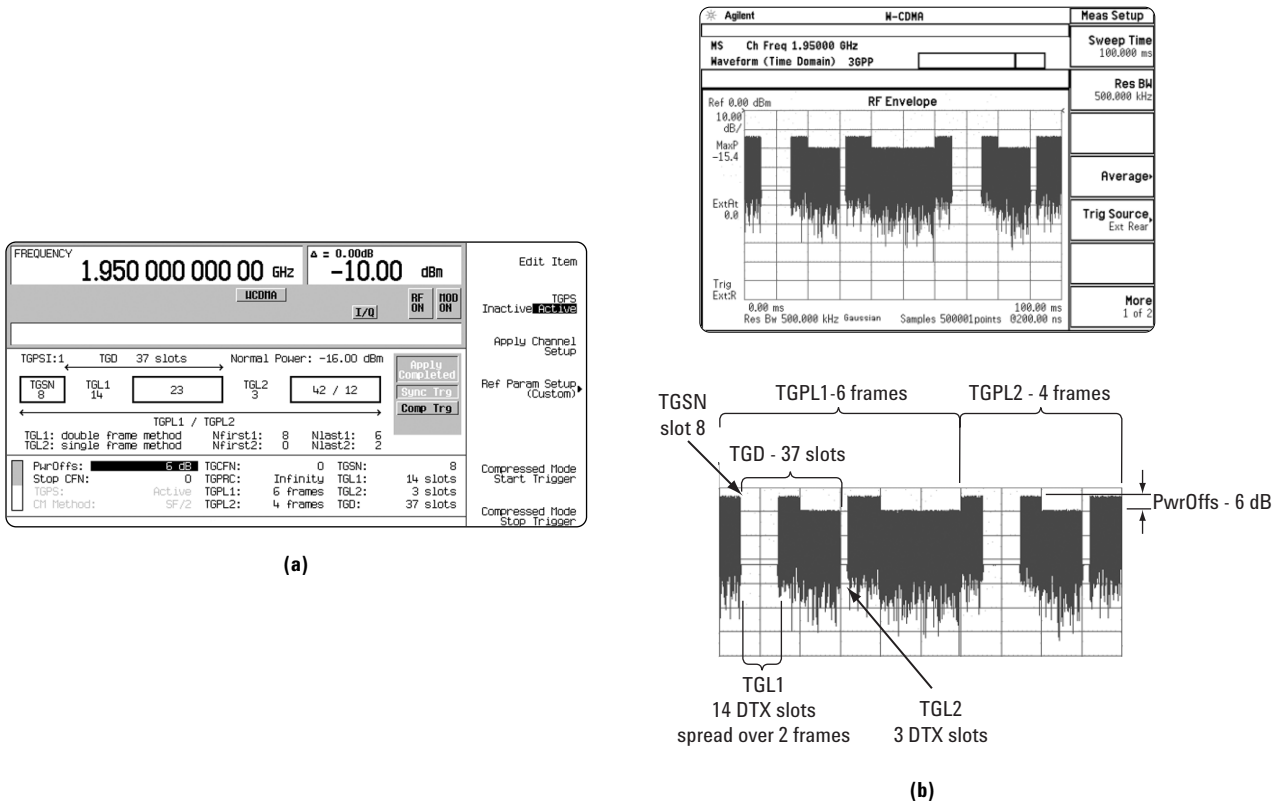 FREQUENCY
1.950 000 000 00 GHz
Δ = 0.00dB
-10.00 dBm
WCDMA
I/Q
RF ON
MOD ON
TGPSI:1 TGD 37 slots Normal Power: -16.00 dBm
TGSN 8
TGL1 14
23
TGL2 3
42 / 12
Apply Completed
Sync Trg
Comp Trg
TGPL1 / TGPL2
TGL1: double frame method Nfirst1: 8 Nlast1: 6
TGL2: single frame method Nfirst2: 0 Nlast2: 2
PwrOffs: 6 dB TGCFN: 0 TGSN: 8
Stop CFN: 0 TGPRC: Infinity TGL1: 14 slots
TGPS: Active TGPL1: 6 frames TGL2: 3 slots
CM Method: SF/2 TGPL2: 4 frames TGD: 37 slots
Edit Item
TGPS
Inactive Active
Apply Channel
Setup
Ref Param Setup
(Custom)
Compressed Mode
Start Trigger
Compressed Mode
Stop Trigger
(a)
Agilent W-CDMA
MS Ch Freq 1.95000 GHz
Waveform (Time Domain) 3GPP
Ref 0.00 dBm RF Envelope
10.00
dB/
MaxP
-15.4
ExtAt
0.0
Trig
Ext:R
0.00 ms 100.00 ms
Res Bw 500.000 kHz Gaussian Samples 500001points @200.00 ns
Meas Setup
Sweep Time
100.000 ms
Res BW
500.000 kHz
Average
Trig Source
Ext Rear
More
1 of 2
TGSN
slot 8
TGPL1-6 frames
TGPL2 - 4 frames
TGD - 37 slots
PwrOffs - 6 dB
TGL1
14 DTX slots
spread over 2 frames
TGL2
3 DTX slots
(b)